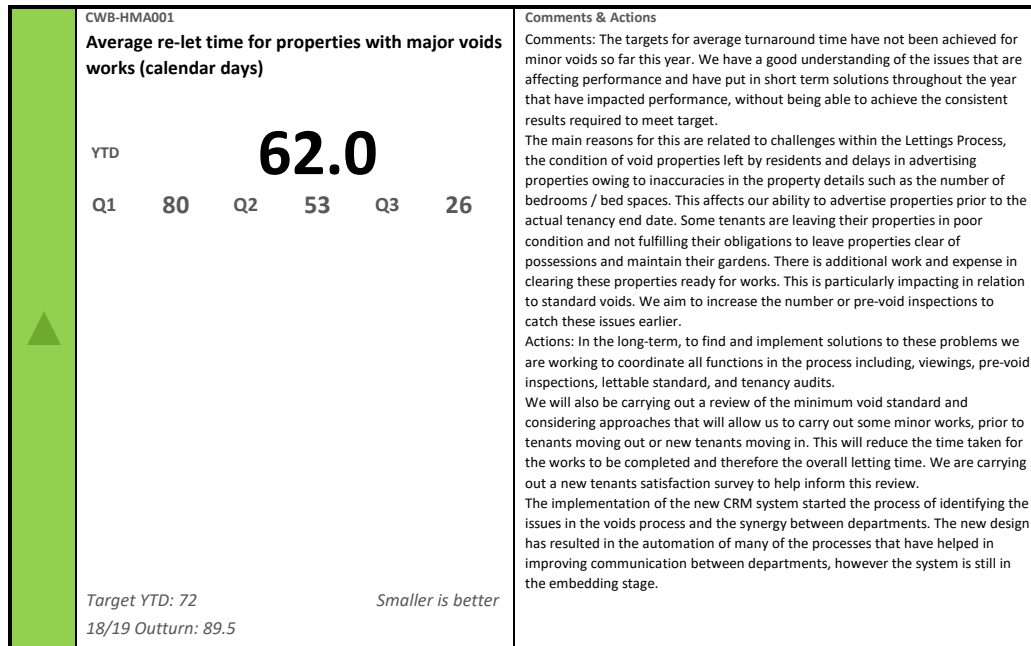 CWB-HMA001
Average re-let time for properties with major voids
works (calendar days)
YTD 62.0
Q1 80 Q2 53 Q3 26
Target YTD: 72 Smaller is better
18/19 Outturn: 89.5
Comments & Actions
Comments: The targets for average turnaround time have not been achieved for
minor voids so far this year. We have a good understanding of the issues that are
affecting performance and have put in short term solutions throughout the year
that have impacted performance, without being able to achieve the consistent
results required to meet target.
The main reasons for this are related to challenges within the Lettings Process,
the condition of void properties left by residents and delays in advertising
properties owing to inaccuracies in the property details such as the number of
bedrooms / bed spaces. This affects our ability to advertise properties prior to the
actual tenancy end date. Some tenants are leaving their properties in poor
condition and not fulfilling their obligations to leave properties clear of
possessions and maintain their gardens. There is additional work and expense in
clearing these properties ready for works. This is particularly impacting in relation
to standard voids. We aim to increase the number or pre-void inspections to
catch these issues earlier.
Actions: In the long-term, to find and implement solutions to these problems we
are working to coordinate all functions in the process including, viewings, pre-void
inspections, lettable standard, and tenancy audits.
We will also be carrying out a review of the minimum void standard and
considering approaches that will allow us to carry out some minor works, prior to
tenants moving out or new tenants moving in. This will reduce the time taken for
the works to be completed and therefore the overall letting time. We are carrying
out a new tenants satisfaction survey to help inform this review.
The implementation of the new CRM system started the process of identifying the
issues in the voids process and the synergy between departments. The new design
has resulted in the automation of many of the processes that have helped in
improving communication between departments, however the system is still in
the embedding stage.